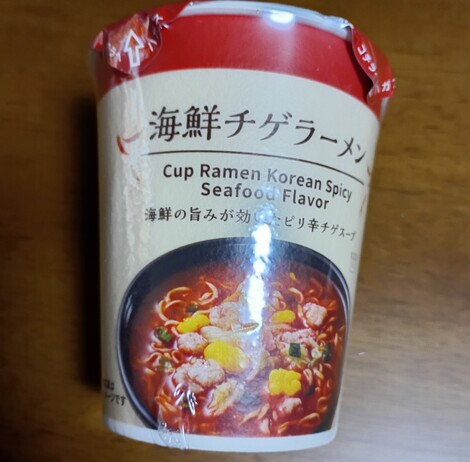 海鮮チゲラーメン
Cup Ramen Korean Spicy
Seafood Flavor
海鮮の旨みが効いたピリ辛チゲスープ